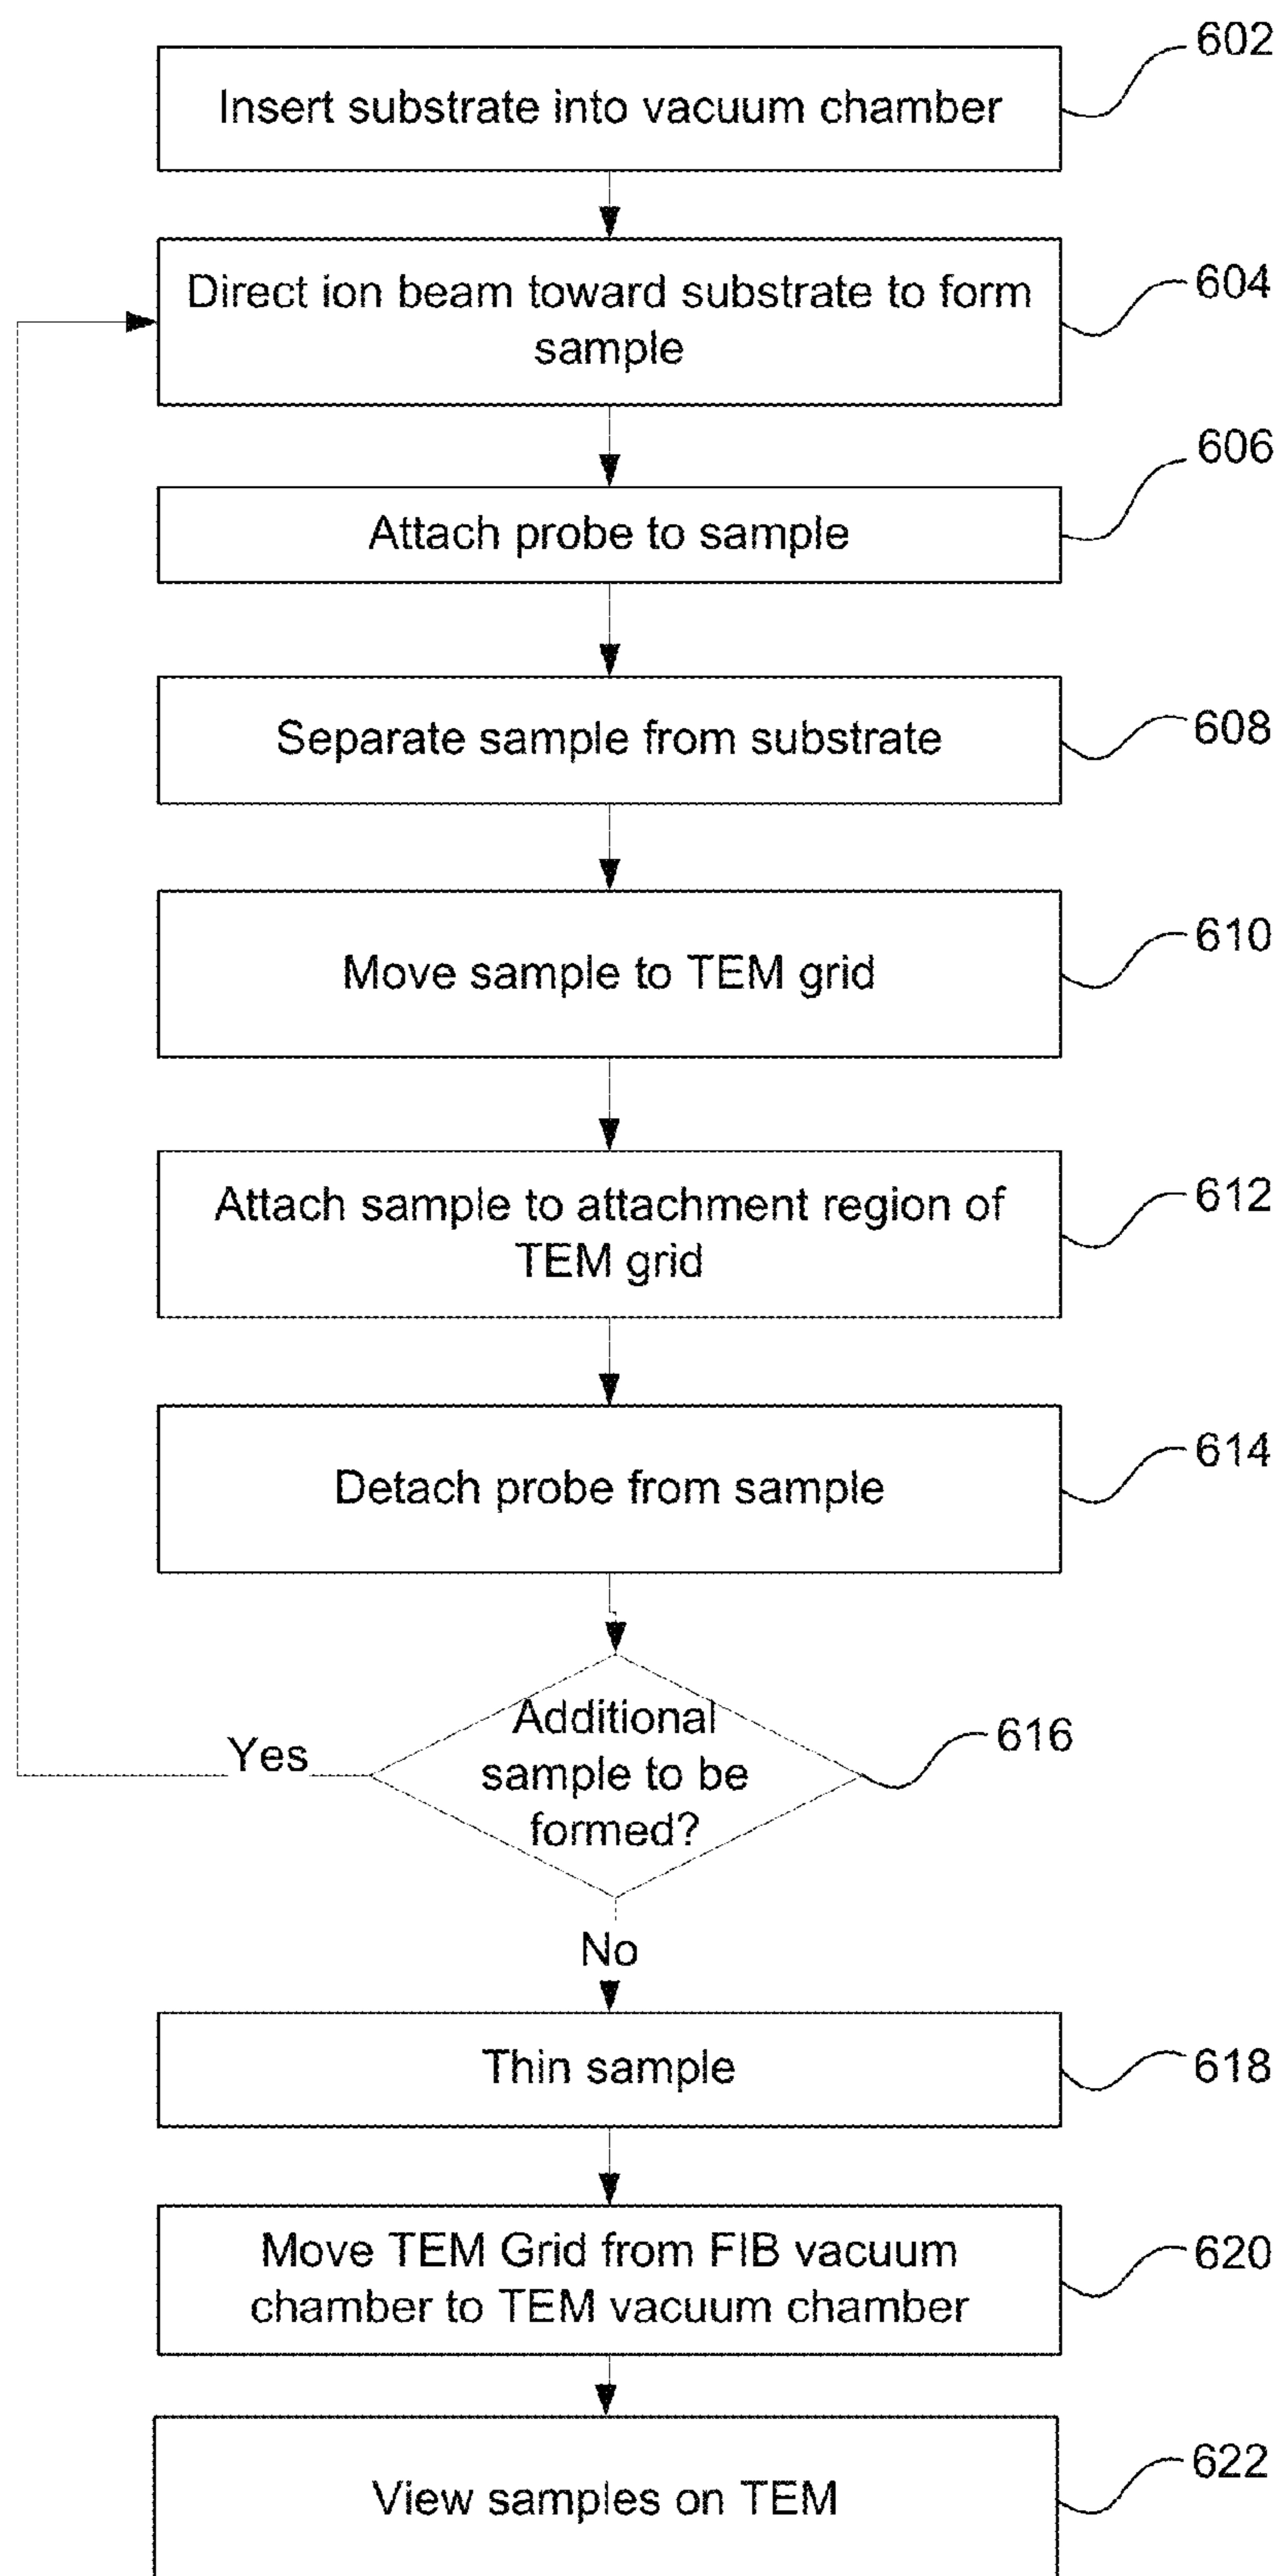 602
Insert substrate into vacuum chamber
604
Direct ion beam toward substrate to form
sample
606
Attach probe to sample
608
Separate sample from substrate
610
Move sample to TEM grid
612
Attach sample to attachment region of
TEM grid
614
Detach probe from sample
616
Additional
sample to be
formed?
Yes
No
618
Thin sample
620
Move TEM Grid from FIB vacuum
chamber to TEM vacuum chamber
622
View samples on TEM